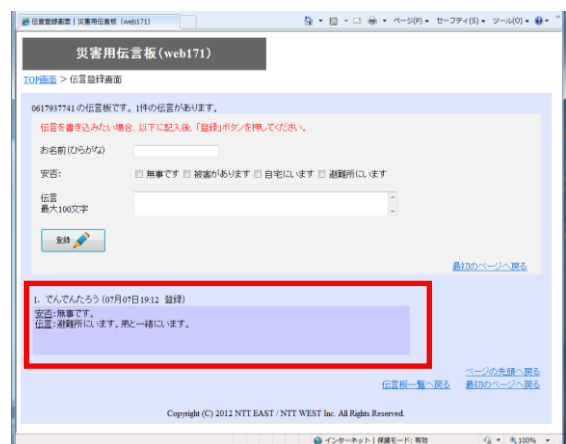 伝言登録画面 | 災害用伝言板 (web171)
ページ(P) セーフティ(S) ツール(O)
災害用伝言板(web171)
TOP画面 > 伝言登録画面
0617937741 の伝言板です。1件の伝言があります。
伝言を書き込みたい場合、以下に記入後、「登録」ボタンを押してください。
お名前(ひらがな)
安否: 無事です 被害があります 自宅にいます 避難所にいます
伝言
最大100文字
登録
最初のページへ戻る
1. でんでんたろう (07月07日19:12 登録)
安否:無事です。
伝言:避難所にいます。弟と一緒にいます。
ページの先頭へ戻る
伝言板一覧へ戻る 最初のページへ戻る
Copyright (C) 2012 NTT EAST / NTT WEST Inc. All Rights Reserved.
インターネット | 保護モード: 有効 100%